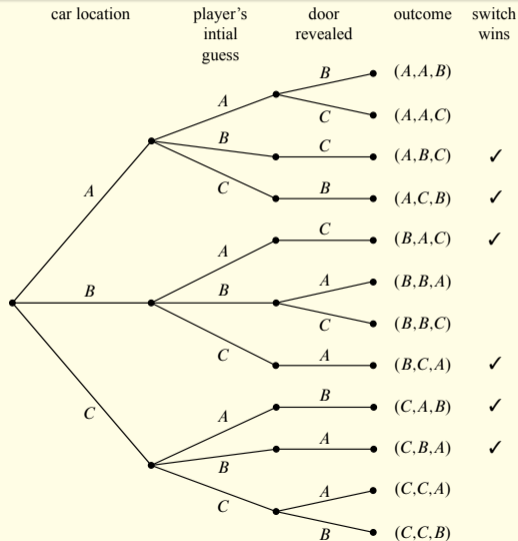 car location player's intial guess door revealed outcome switch wins
B (A,A,B)
A
C (A,A,C)
B C (A,B,C) ✓
A C B (A,C,B) ✓
C (B,A,C) ✓
A
B B A (B,B,A)
C (B,B,C)
C A (B,C,A) ✓
B (C,A,B) ✓
C A
A (C,B,A) ✓
B
C A (C,C,A)
B (C,C,B)